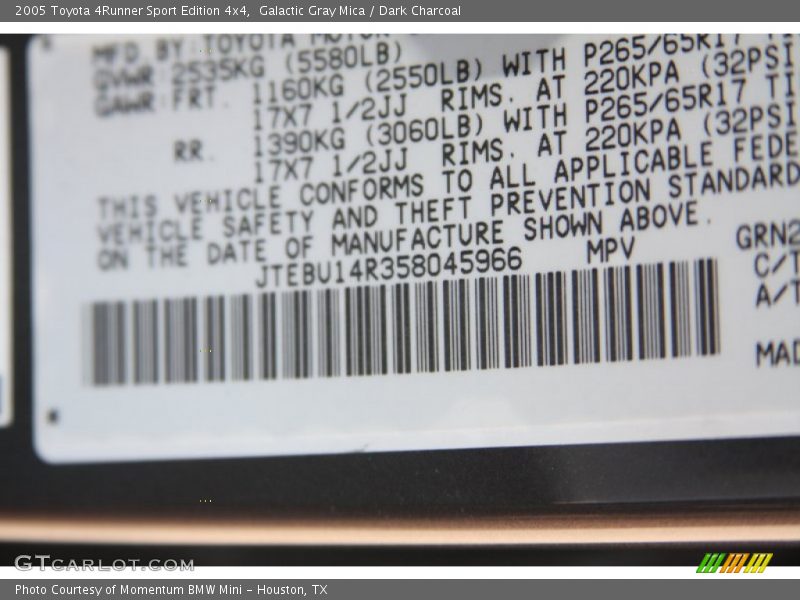 2005 Toyota 4Runner Sport Edition 4x4,  Galactic Gray Mica / Dark Charcoal
MFD. BY: TOYOTA MOTOR
GVWR: 2535KG (5580LB)
GAWR: FRT. 1160KG (2550LB) WITH P265/65R17 TI
17X7 1/2JJ RIMS, AT 220KPA (32PSI
RR. 1390KG (3060LB) WITH P265/65R17 TI
17X7 1/2JJ RIMS, AT 220KPA (32PSI
THIS VEHICLE CONFORMS TO ALL APPLICABLE FEDE
VEHICLE SAFETY AND THEFT PREVENTION STANDARD
ON THE DATE OF MANUFACTURE SHOWN ABOVE.
JTEBU14R358045966 MPV
GRN2
C/T
A/T
MAD
GTCARLOT.COM
Photo Courtesy of Momentum BMW Mini - Houston, TX